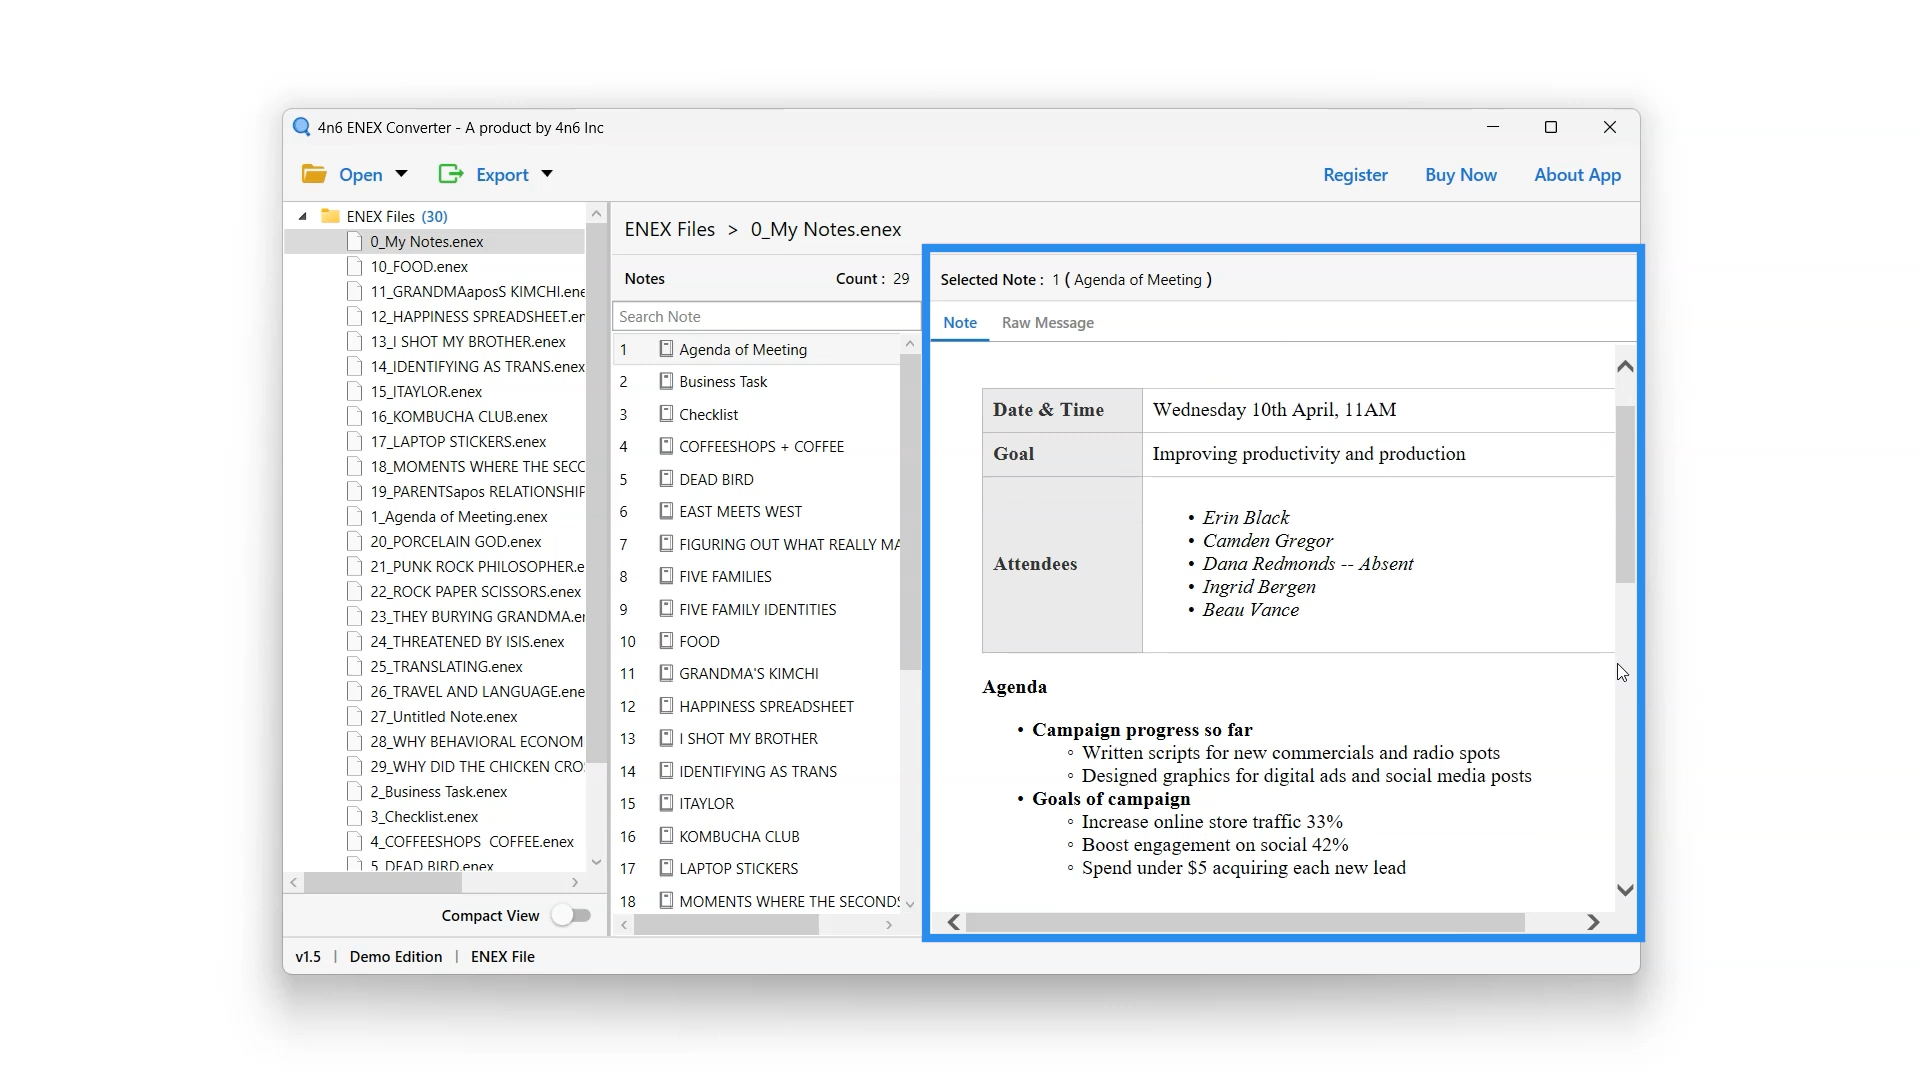 4n6 ENEX Converter - A product by 4n6 Inc
Open Export Register Buy Now About App
ENEX Files (30)
0_My Notes.enex
10_FOOD.enex
11_GRANDMAaposS KIMCHI.ene
12_HAPPINESS SPREADSHEET.er
13_I SHOT MY BROTHER.enex
14_IDENTIFYING AS TRANS.enex
15_ITAYLOR.enex
16_KOMBUCHA CLUB.enex
17_LAPTOP STICKERS.enex
18_MOMENTS WHERE THE SECC
19_PARENTSapos RELATIONSHIP
1_Agenda of Meeting.enex
20_PORCELAIN GOD.enex
21_PUNK ROCK PHILOSOPHER.e
22_ROCK PAPER SCISSORS.enex
23_THEY BURYING GRANDMA.er
24_THREATENED BY ISIS.enex
25_TRANSLATING.enex
26_TRAVEL AND LANGUAGE.ene
27_Untitled Note.enex
28_WHY BEHAVIORAL ECONOM
29_WHY DID THE CHICKEN CRO
2_Business Task.enex
3_Checklist.enex
4_COFFEESHOPS COFFEE.enex
5_DEAD BIRD.enex
Compact View
ENEX Files > 0_My Notes.enex
Notes Count : 29
Search Note
1 Agenda of Meeting
2 Business Task
3 Checklist
4 COFFEESHOPS + COFFEE
5 DEAD BIRD
6 EAST MEETS WEST
7 FIGURING OUT WHAT REALLY MA
8 FIVE FAMILIES
9 FIVE FAMILY IDENTITIES
10 FOOD
11 GRANDMA'S KIMCHI
12 HAPPINESS SPREADSHEET
13 I SHOT MY BROTHER
14 IDENTIFYING AS TRANS
15 ITAYLOR
16 KOMBUCHA CLUB
17 LAPTOP STICKERS
18 MOMENTS WHERE THE SECONDS
Selected Note : 1 ( Agenda of Meeting )
Note Raw Message
Date & Time Wednesday 10th April, 11AM
Goal Improving productivity and production
Attendees
• Erin Black
• Camden Gregor
• Dana Redmonds -- Absent
• Ingrid Bergen
• Beau Vance
Agenda
• Campaign progress so far
◦ Written scripts for new commercials and radio spots
◦ Designed graphics for digital ads and social media posts
• Goals of campaign
◦ Increase online store traffic 33%
◦ Boost engagement on social 42%
◦ Spend under $5 acquiring each new lead
v1.5 | Demo Edition | ENEX File